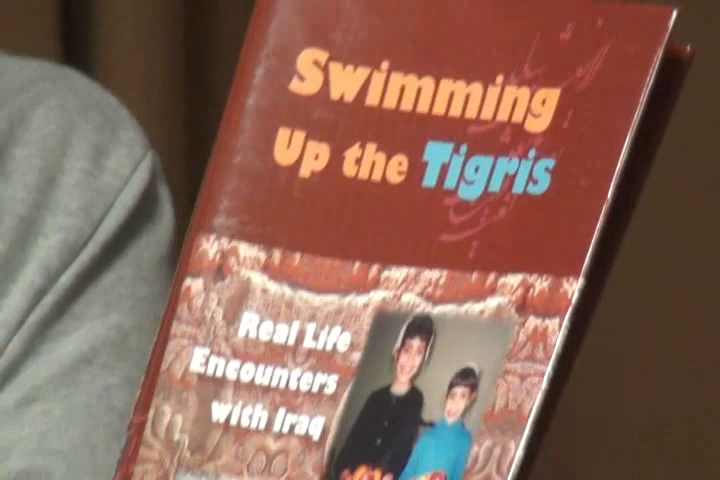 Swimming
Up the Tigris
Real Life
Encounters
with Iraq